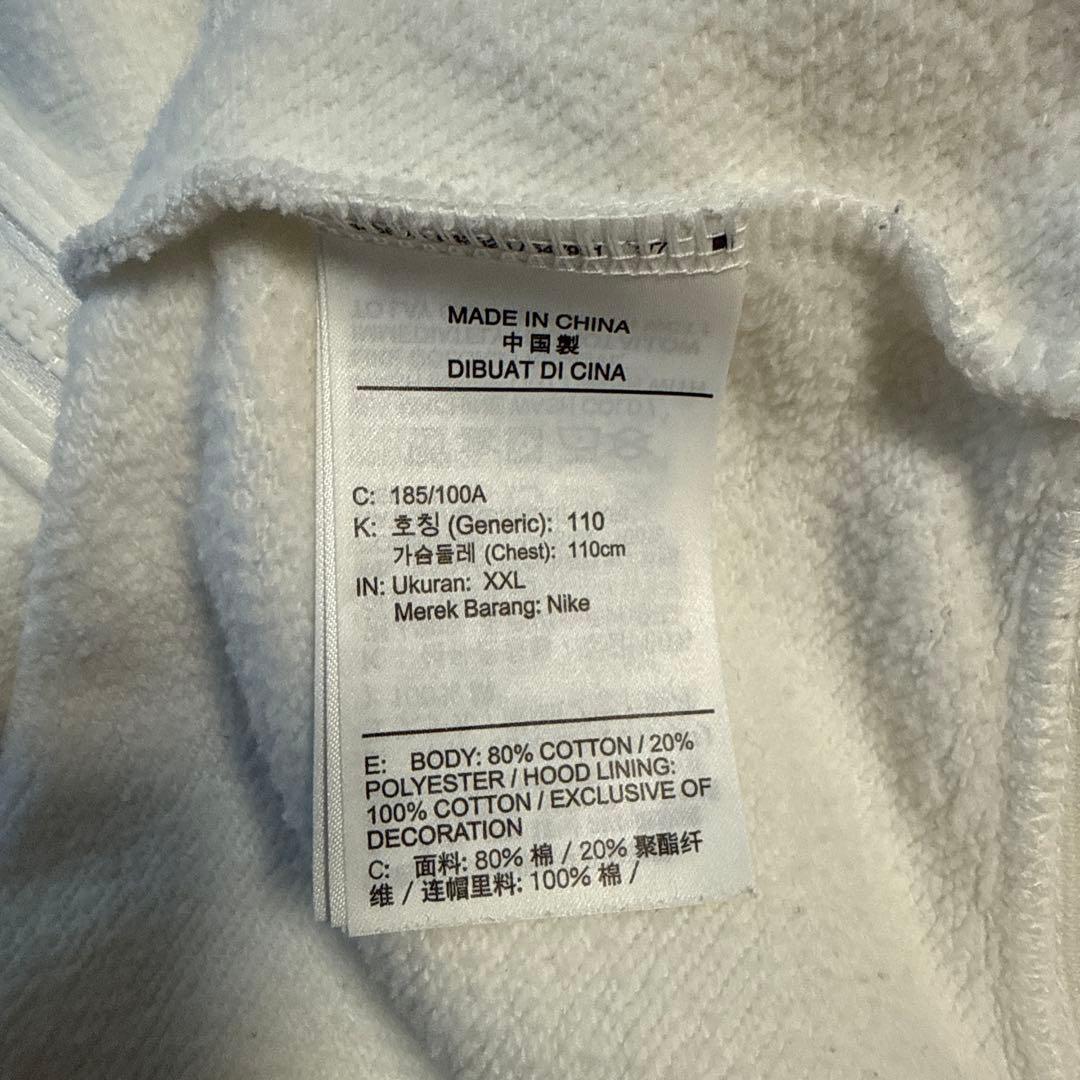 MADE IN CHINA
中国製
DIBUAT DI CINA
C: 185/100A
K: 호칭 (Generic): 110
가슴둘레 (Chest): 110cm
IN: Ukuran: XXL
Merek Barang: Nike
E: BODY: 80% COTTON / 20%
POLYESTER / HOOD LINING:
100% COTTON / EXCLUSIVE OF
DECORATION
C: 面料: 80% 棉 / 20% 聚酯纤
维 / 连帽里料: 100% 棉 /